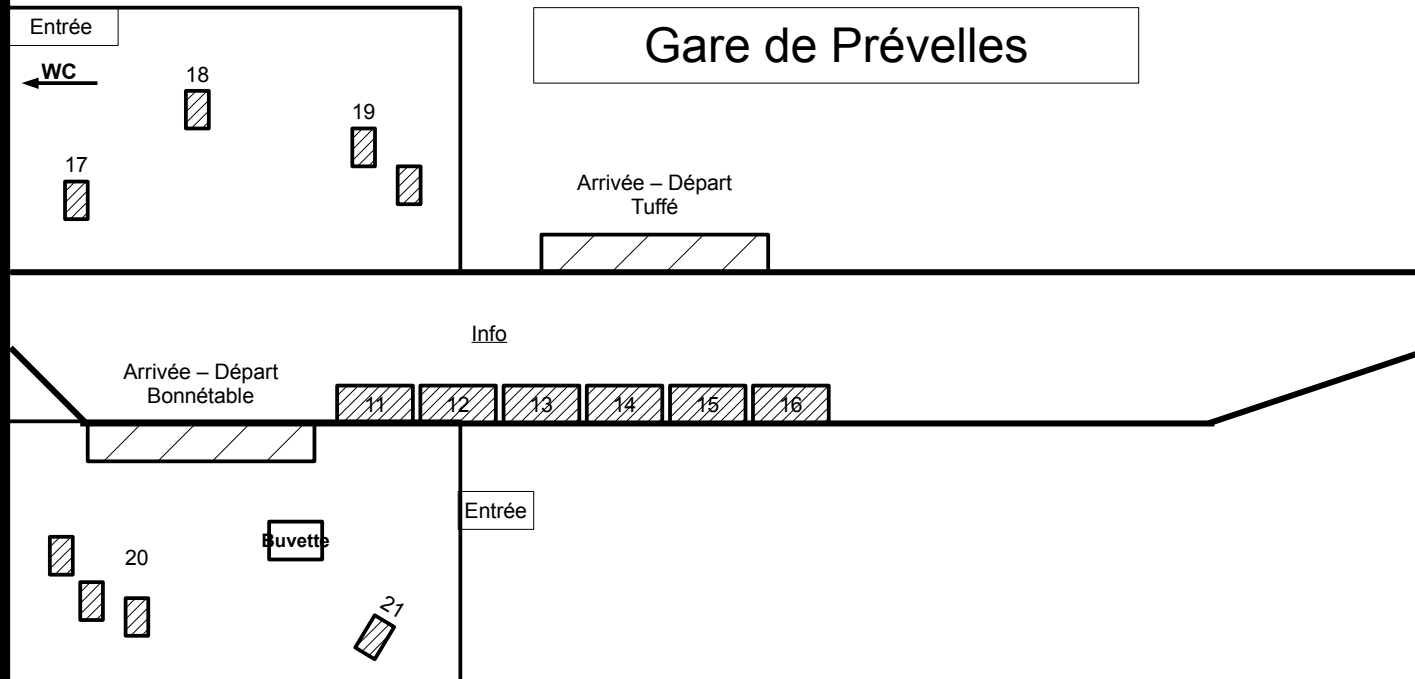 Entrée
Gare de Prévelles
WC
18
19
17
Arrivée – Départ
Tuffé
Info
Arrivée – Départ
Bonnétable
11
12
13
14
15
16
Entrée
Buvette
20
21